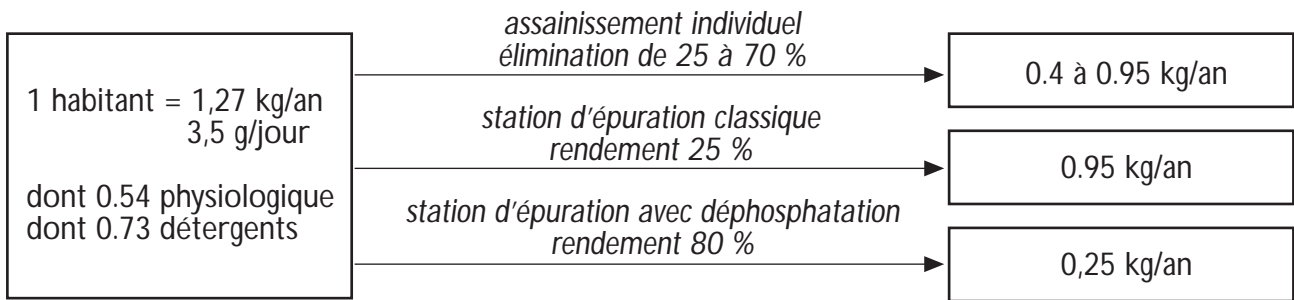 1 habitant = 1,27 kg/an
3,5 g/jour
dont 0.54 physiologique
dont 0.73 détergents
assainissement individuel
élimination de 25 à 70 %
0.4 à 0.95 kg/an
station d'épuration classique
rendement 25 %
0.95 kg/an
station d'épuration avec déphosphatation
rendement 80 %
0,25 kg/an